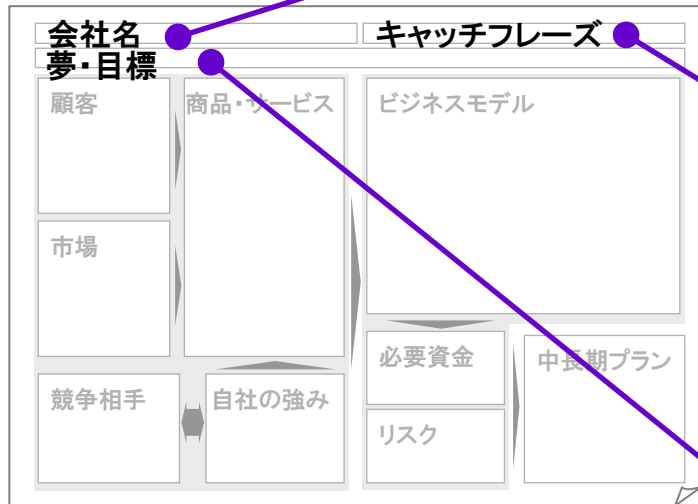 会社名
キャッチフレーズ
夢・目標
顧客
商品・サービス
ビジネスモデル
市場
必要資金
中長期プラン
競争相手
自社の強み
リスク